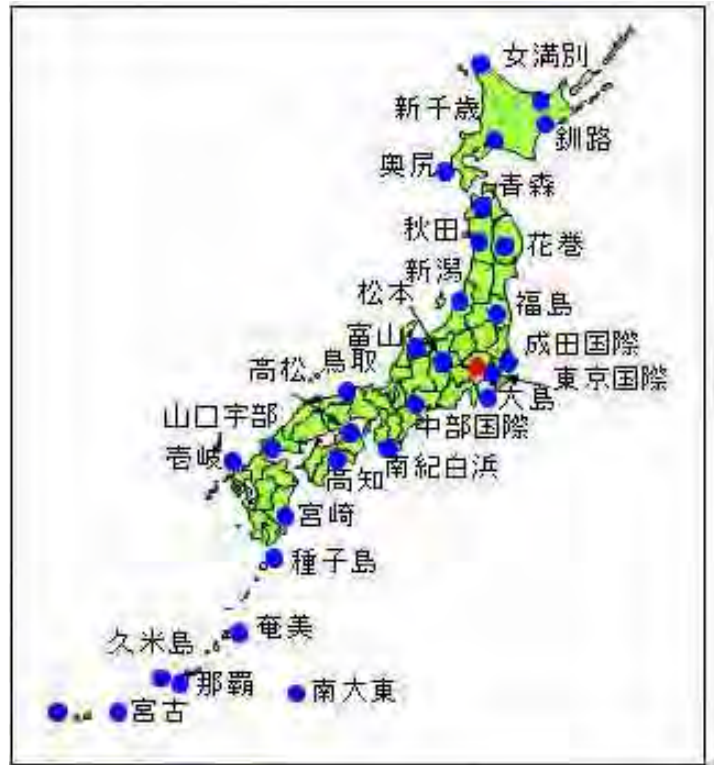 女満別
新千歳
釧路
奥尻
青森
秋田
花巻
新潟
松本
福島
富山
成田国際
鳥取
高松
東京国際
大島
山口宇部
中部国際
壱岐
南紀白浜
高知
宮崎
種子島
奄美
久米島
那覇
南大東
宮古